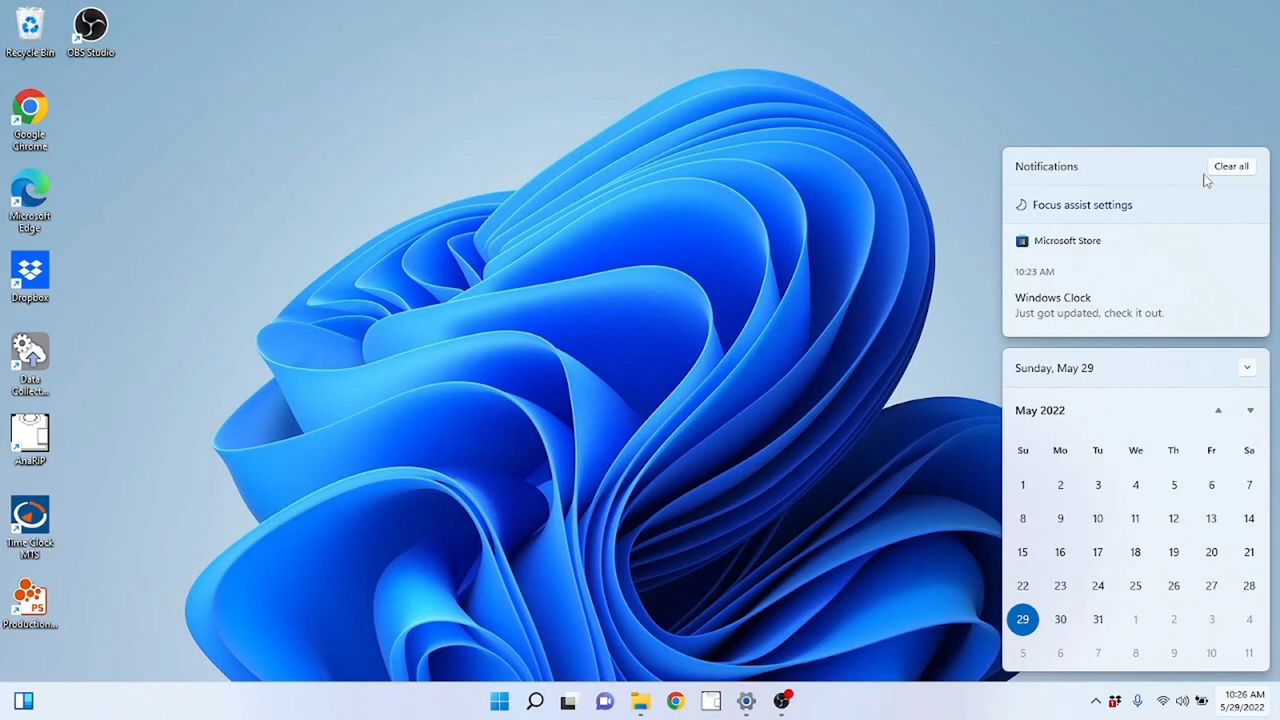 Recycle Bin
OBS Studio
Google
Chrome
Microsoft
Edge
Dropbox
Data
Collect...
AnaRIP
Time Clock
MTS
PS
Production...
Notifications
Clear all
Focus assist settings
Microsoft Store
10:23 AM
Windows Clock
Just got updated, check it out.
Sunday, May 29
May 2022
Su Mo Tu We Th Fr Sa
1 2 3 4 5 6 7
8 9 10 11 12 13 14
15 16 17 18 19 20 21
22 23 24 25 26 27 28
29 30 31 1 2 3 4
5 6 7 8 9 10 11
1
10:26 AM
5/29/2022